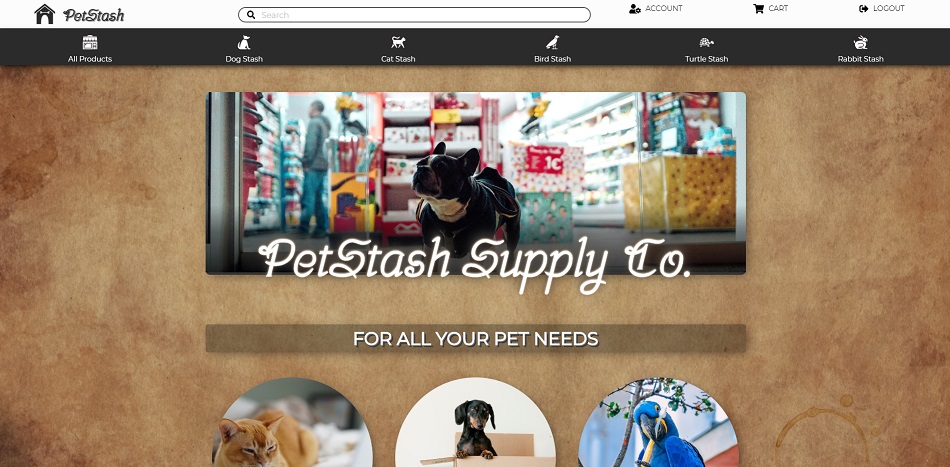 PetStash
Search
ACCOUNT
CART
LOGOUT
All Products
Dog Stash
Cat Stash
Bird Stash
Turtle Stash
Rabbit Stash
1€
PetStash Supply Co.
FOR ALL YOUR PET NEEDS